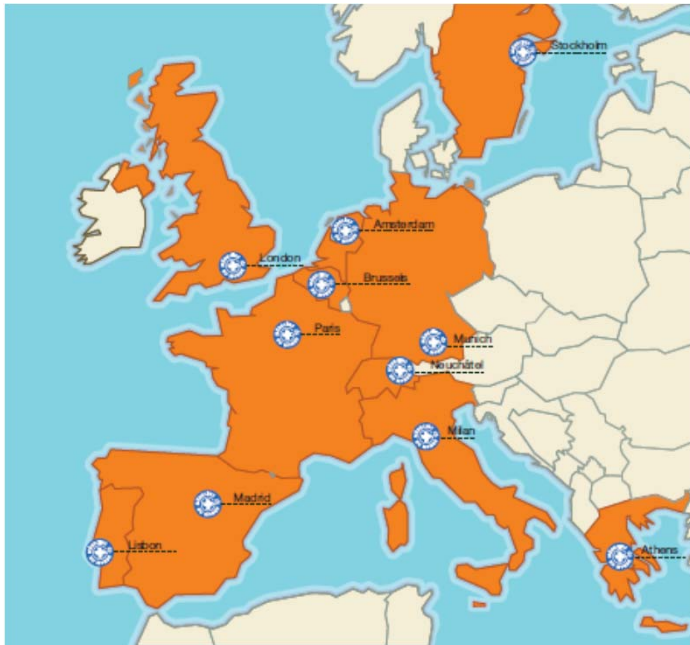 Stockholm
Amsterdam
London
Brussels
Paris
Munich
Neuchâtel
Milan
Madrid
Lisbon
Athens